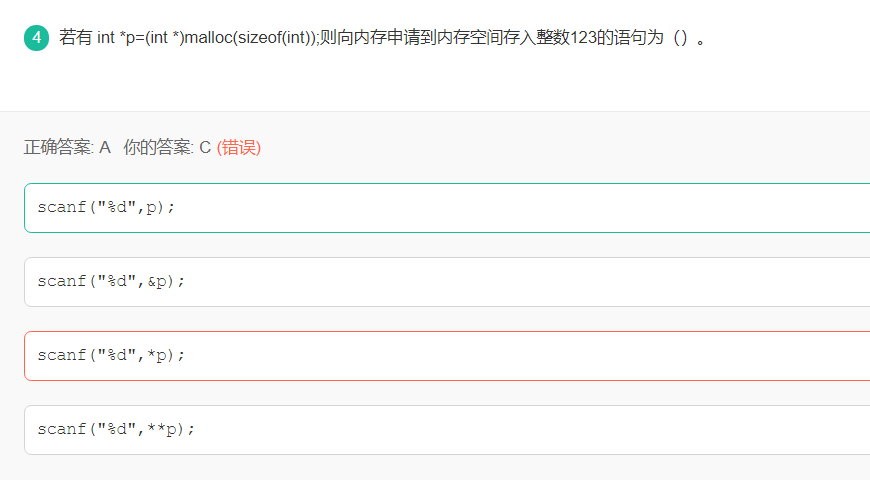 4 若有 int *p=(int *)malloc(sizeof(int));则向内存申请到内存空间存入整数123的语句为（）。
正确答案: A 你的答案: C (错误)
scanf("%d",p);
scanf("%d",&p);
scanf("%d",*p);
scanf("%d",**p);